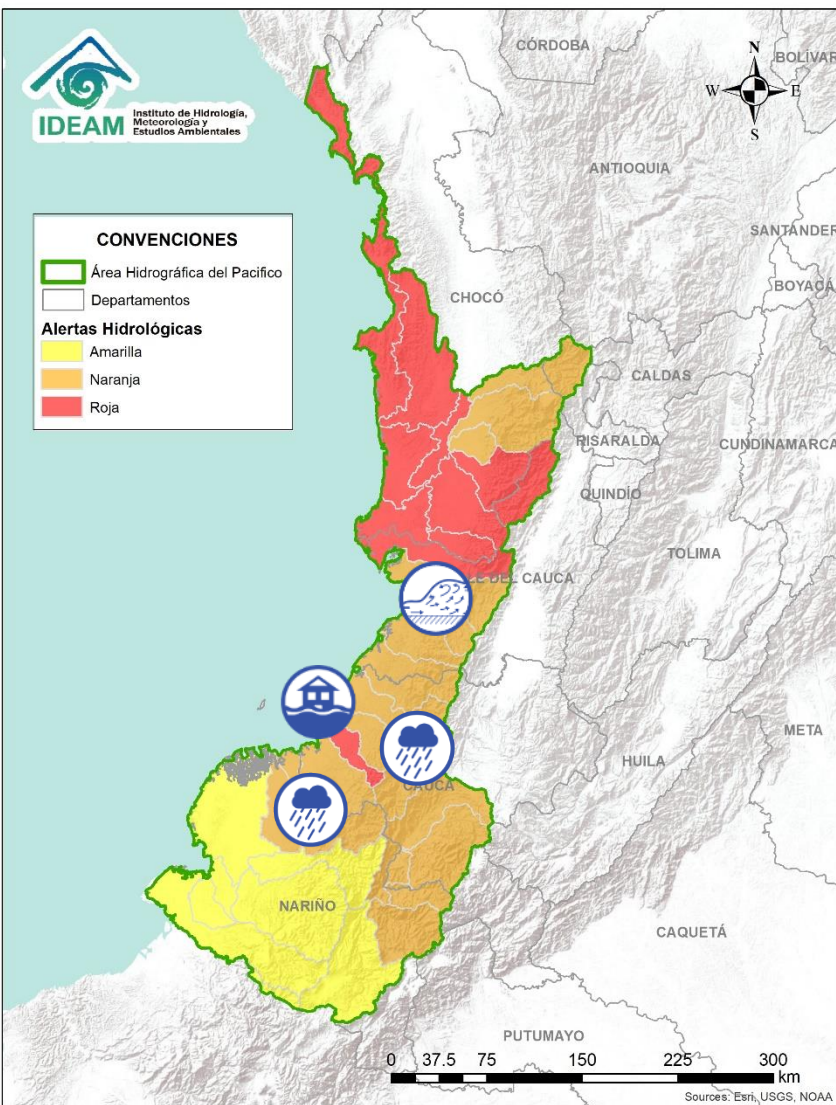 IDEAM
Instituto de Hidrología,
Meteorología y
Estudios Ambientales
CÓRDOBA
BOLÍVAR
N
W
E
S
ANTIOQUIA
SANTANDER
BOYACÁ
CONVENCIONES
Área Hidrográfica del Pacifico
Departamentos
Alertas Hidrológicas
Amarilla
Naranja
Roja
CHOCÓ
CALDAS
RISARALDA
CUNDINAMARCA
QUINDÍO
TOLIMA
LE DEL CAUCA
META
HUILA
CAUCA
NARIÑO
CAQUETÁ
PUTUMAYO
0 37.5 75 150 225 300
km
Sources: Esri, USGS, NOAA